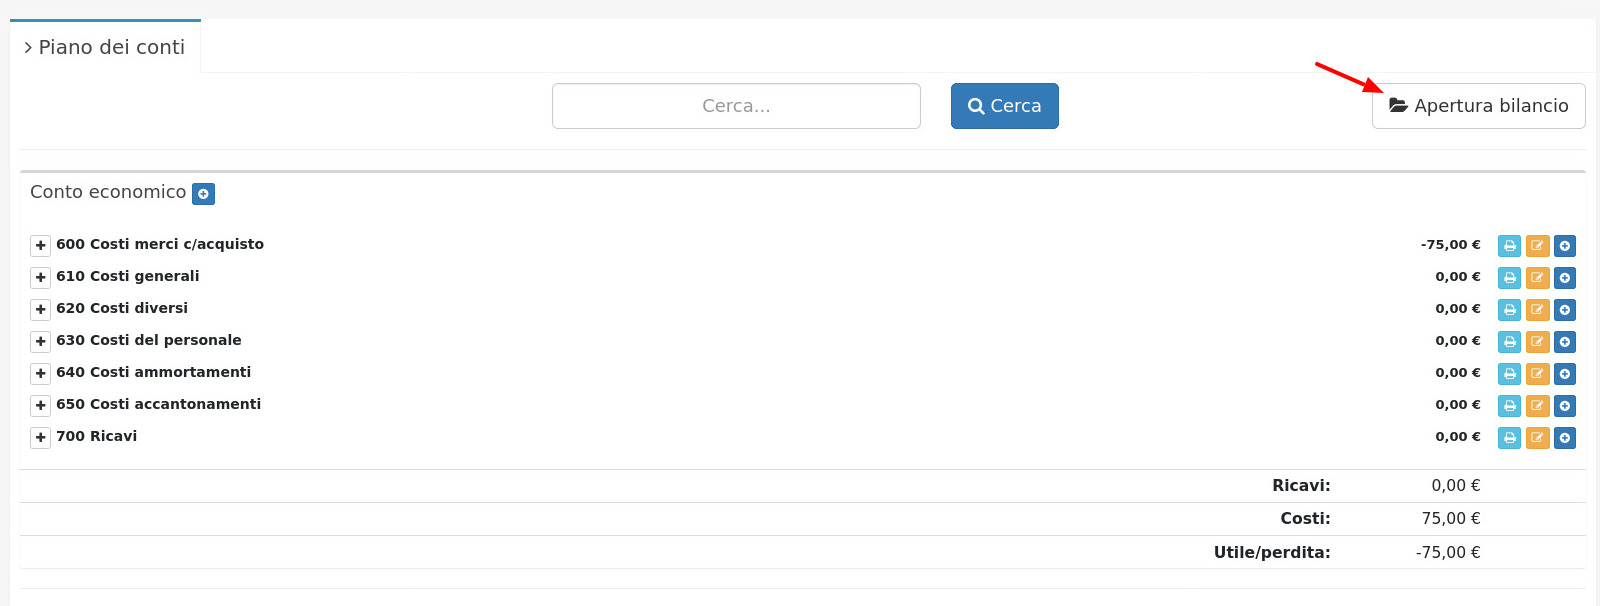 Piano dei conti
Cerca...
Cerca
Apertura bilancio
Conto economico
600 Costi merci c/acquisto -75,00 €
610 Costi generali 0,00 €
620 Costi diversi 0,00 €
630 Costi del personale 0,00 €
640 Costi ammortamenti 0,00 €
650 Costi accantonamenti 0,00 €
700 Ricavi 0,00 €
Ricavi: 0,00 €
Costi: 75,00 €
Utile/perdita: -75,00 €